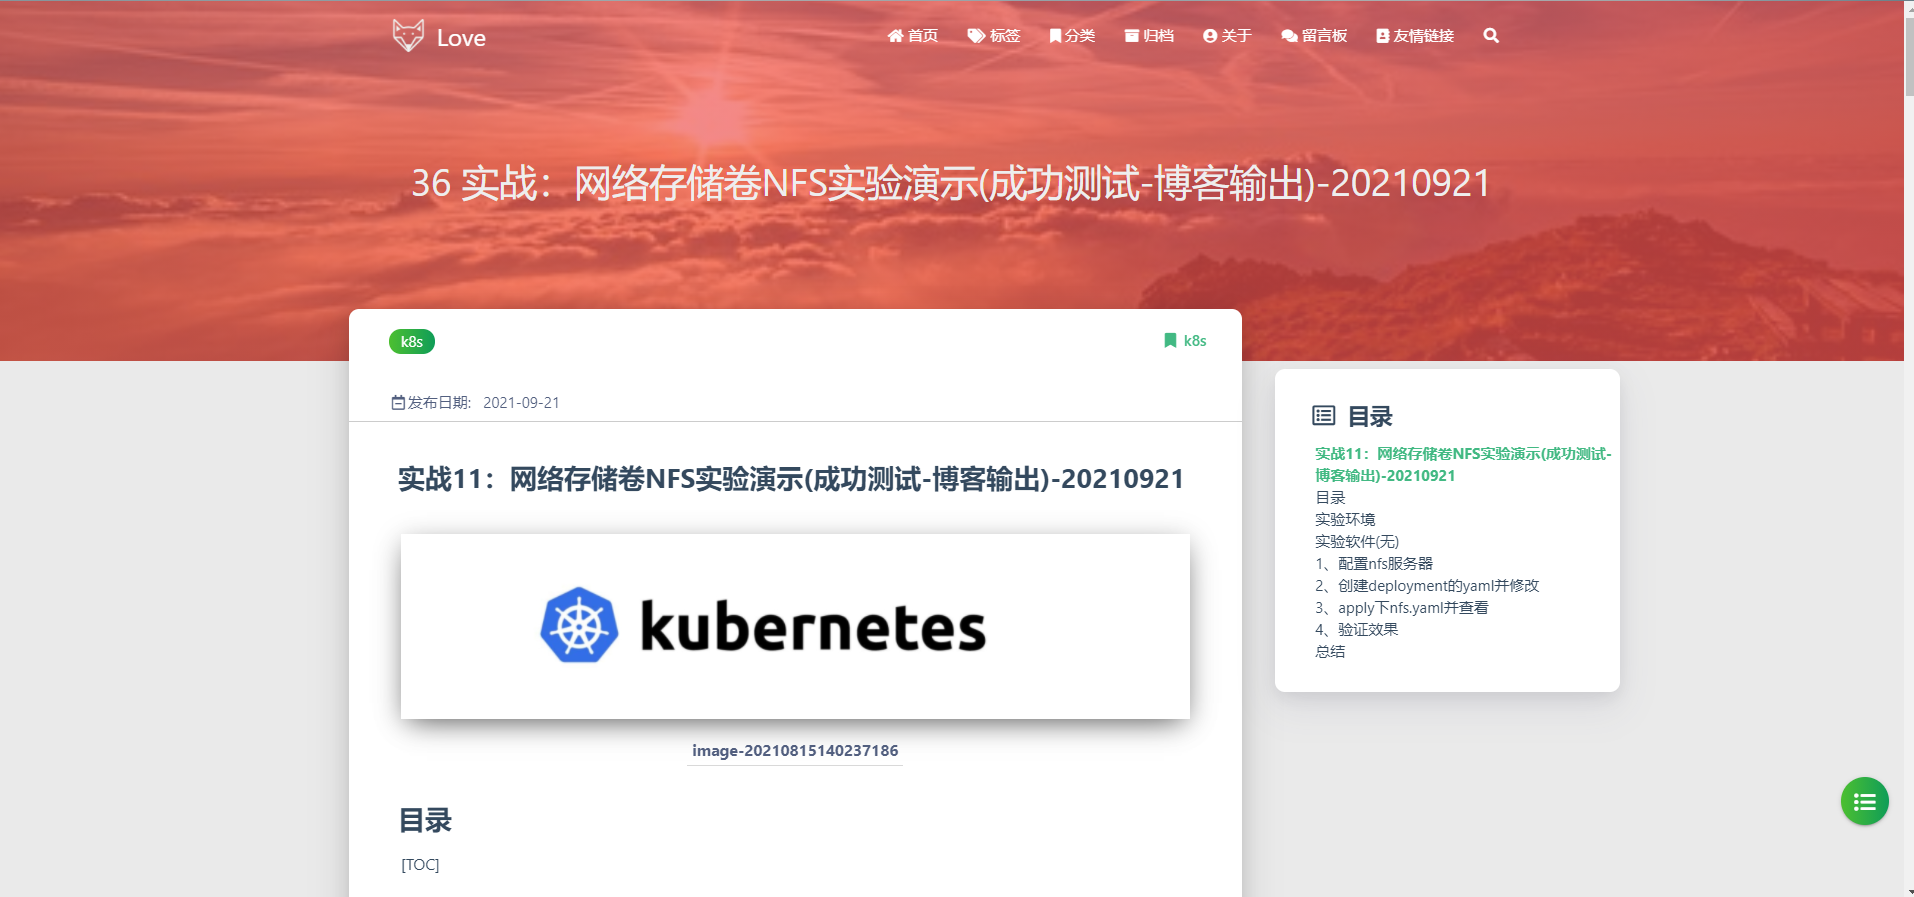 Love
首页 标签 分类 归档 关于 留言板 友情链接
36 实战：网络存储卷NFS实验演示(成功测试-博客输出)-20210921
k8s
k8s
发布日期: 2021-09-21
实战11：网络存储卷NFS实验演示(成功测试-博客输出)-20210921
kubernetes
image-20210815140237186
目录
[TOC]
目录
实战11：网络存储卷NFS实验演示(成功测试-
博客输出)-20210921
目录
实验环境
实验软件(无)
1、配置nfs服务器
2、创建deployment的yaml并修改
3、apply下nfs.yaml并查看
4、验证效果
总结